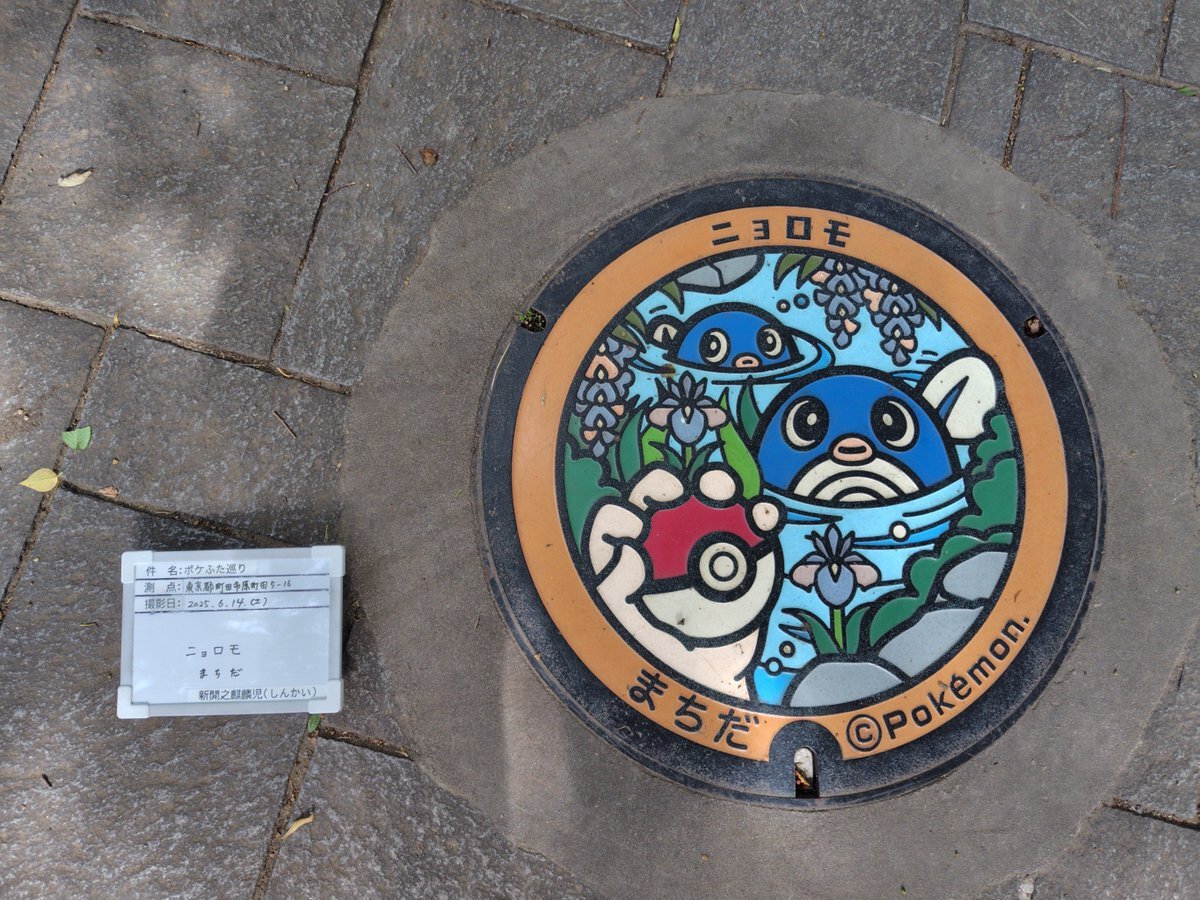 ニョロモ
まちだ
©Pokémon.
件 名:ポケふた巡り
測 点:東京都町田市原町田5-16
撮影日:2025.6.14.(土)
ニョロモ
まちだ
新開之麒麟児(しんかい)